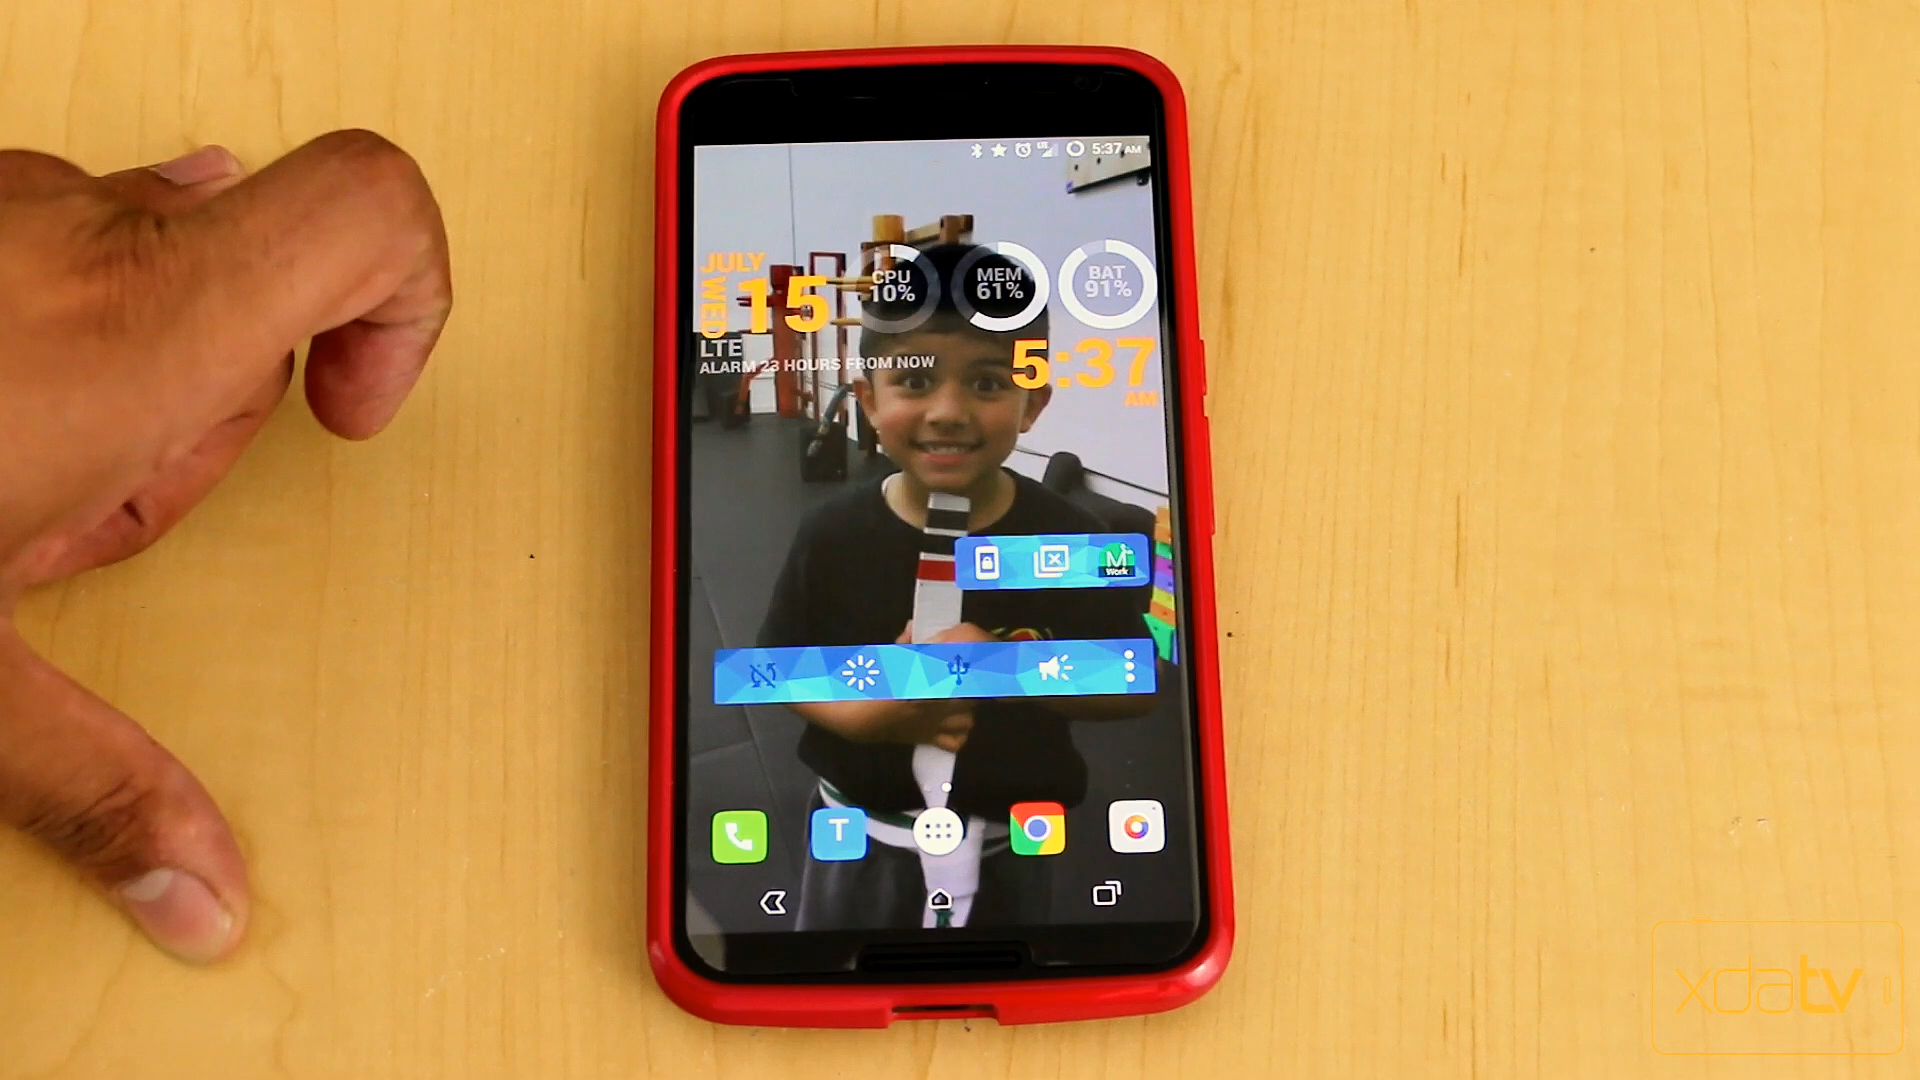 LTE 5:37 AM
JULY
WED
15
CPU
10%
MEM
61%
BAT
91%
LTE
ALARM 23 HOURS FROM NOW
5:37
AM
M
Work
T
xdatv